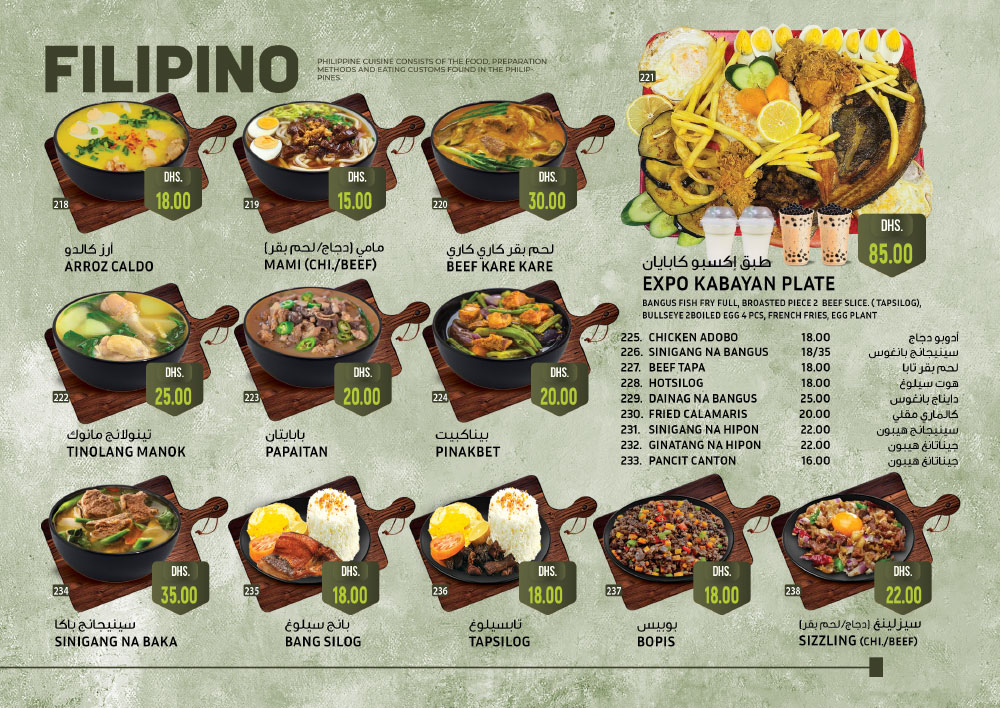 FILIPINO
PHILIPPINE CUISINE CONSISTS OF THE FOOD, PREPARATION
METHODS AND EATING CUSTOMS FOUND IN THE PHILIP-
PINES.
218
DHS.
18.00
أرز كالدو
ARROZ CALDO
219
DHS.
15.00
مامي (دجاج/لحم بقر)
MAMI (CHI./BEEF)
220
DHS.
30.00
لحم بقر كاري كاري
BEEF KARE KARE
221
DHS.
85.00
طبق إكسبو كابايان
EXPO KABAYAN PLATE
BANGUS FISH FRY FULL, BROASTED PIECE 2 BEEF SLICE. ( TAPSILOG),
BULLSEYE 2BOILED EGG 4 PCS, FRENCH FRIES, EGG PLANT
222
DHS.
25.00
تينولانج مانوك
TINOLANG MANOK
223
DHS.
20.00
بابايتان
PAPAITAN
224
DHS.
20.00
بيناكبيت
PINAKBET
225. CHICKEN ADOBO 18.00 أدوبو دجاج
226. SINIGANG NA BANGUS 18/35 سينيجانج بانغوس
227. BEEF TAPA 18.00 لحم بقر تابا
228. HOTSILOG 18.00 هوت سيلوغ
229. DAINAG NA BANGUS 25.00 دايناج بانغوس
230. FRIED CALAMARIS 20.00 كالماري مقلي
231. SINIGANG NA HIPON 22.00 سينيجانج هيبون
232. GINATANG NA HIPON 22.00 جيناتانغ هيبون
233. PANCIT CANTON 16.00 جيناتانغ هيبون
234
DHS.
35.00
سينيجانج باكا
SINIGANG NA BAKA
235
DHS.
18.00
بانج سيلوغ
BANG SILOG
236
DHS.
18.00
تابسيلوغ
TAPSILOG
237
DHS.
18.00
بوبيس
BOPIS
238
DHS.
22.00
سيزلينغ (دجاج/لحم بقر)
SIZZLING (CHI./BEEF)